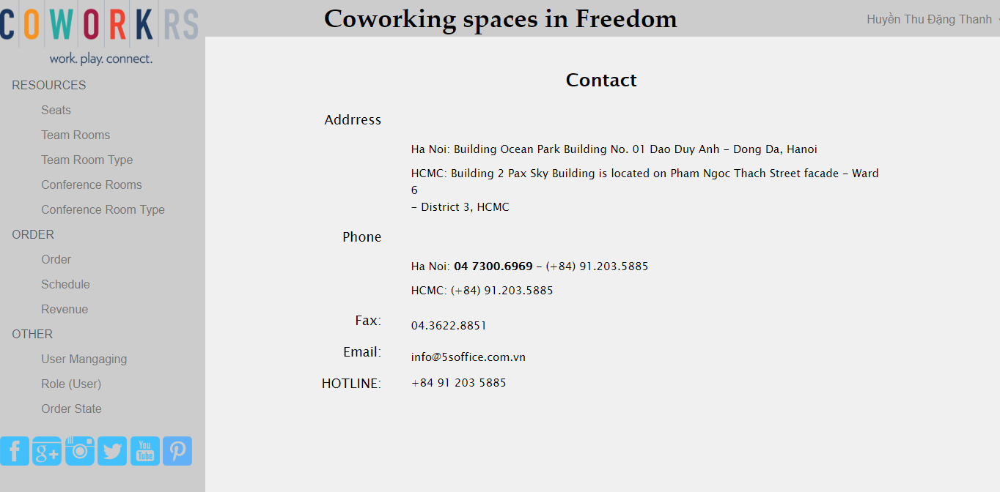 COWORKRS
work. play. connect.
Coworking spaces in Freedom
Huyền Thu Đặng Thanh
RESOURCES
Seats
Team Rooms
Team Room Type
Conference Rooms
Conference Room Type
ORDER
Order
Schedule
Revenue
OTHER
User Mangaging
Role (User)
Order State
f
g+
You
Tube
Contact
Addrress
Ha Noi: Building Ocean Park Building No. 01 Dao Duy Anh – Dong Da, Hanoi
HCMC: Building 2 Pax Sky Building is located on Pham Ngoc Thach Street facade – Ward
6
– District 3, HCMC
Phone
Ha Noi: 04 7300.6969 – (+84) 91.203.5885
HCMC: (+84) 91.203.5885
Fax:
04.3622.8851
Email:
info@5soffice.com.vn
HOTLINE:
+84 91 203 5885